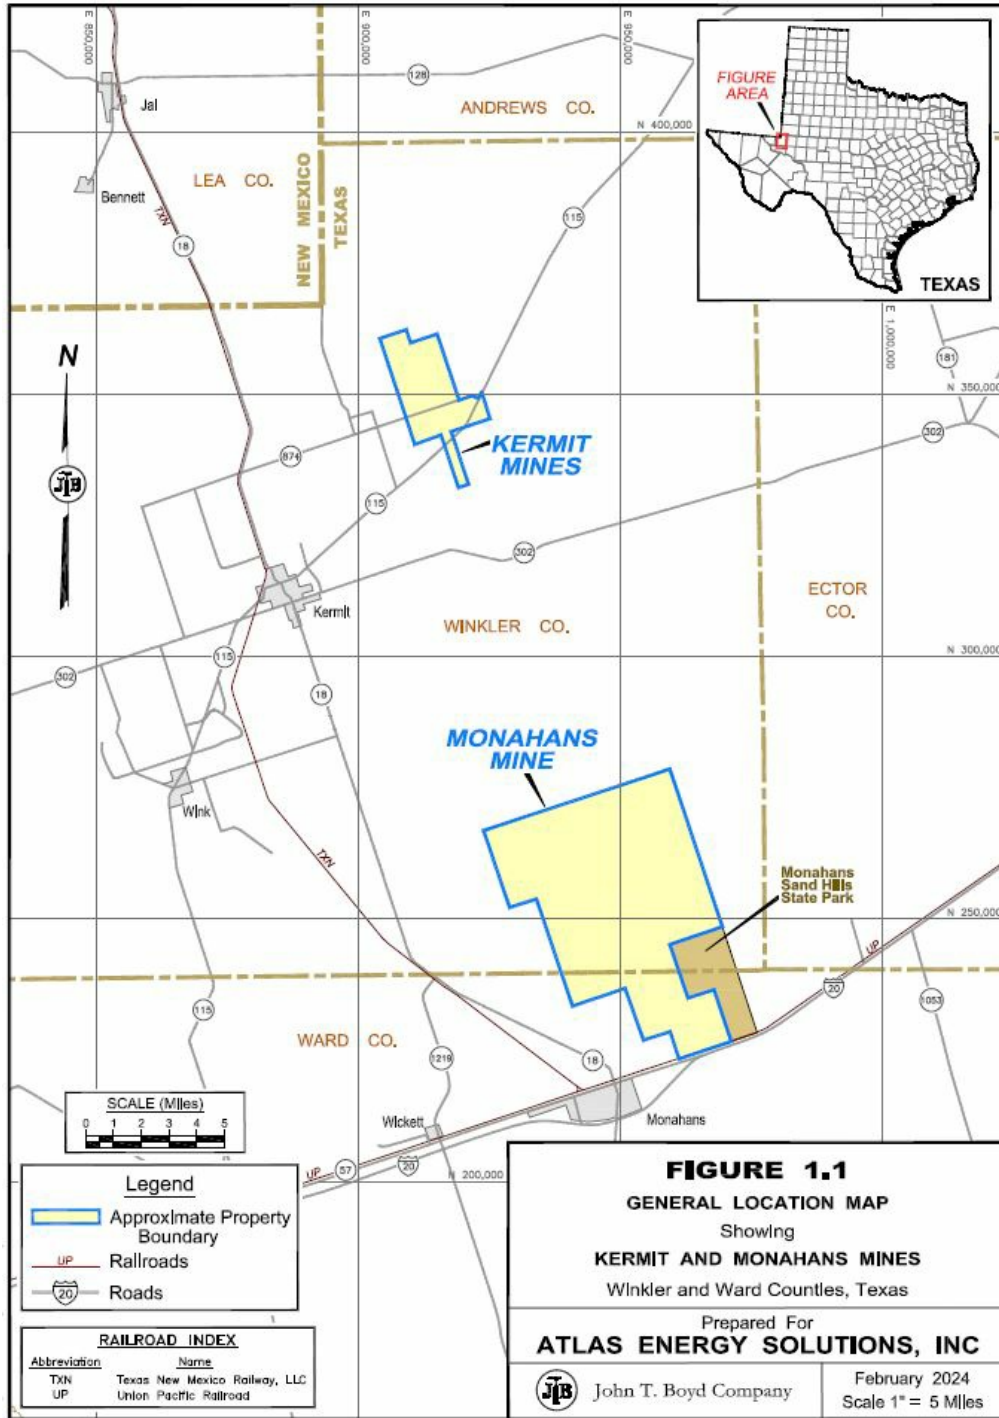 E 850,000
E 900,000
E 950,000
128
Jal
ANDREWS CO.
N 400,000
FIGURE
AREA
TEXAS
LEA CO.
Bennett
TXN
18
NEW MEXICO
TEXAS
115
E 1,000,000
181
N 350,000
N
JTB
KERMIT
MINES
302
874
115
302
Kermit
WINKLER CO.
ECTOR
CO.
N 300,000
115
302
18
MONAHANS
MINE
Wink
TXN
Monahans
Sand Hills
State Park
N 250,000
UP
20
115
1053
WARD CO.
1219
18
Wickett
Monahans
SCALE (Miles)
0 1 2 3 4 5
UP
57
20
N 200,000
Legend
Approximate Property
Boundary
UP Railroads
20 Roads
RAILROAD INDEX
Abbreviation Name
TXN Texas New Mexico Railway, LLC
UP Union Pacific Railroad
FIGURE 1.1
GENERAL LOCATION MAP
Showing
KERMIT AND MONAHANS MINES
Winkler and Ward Counties, Texas
Prepared For
ATLAS ENERGY SOLUTIONS, INC
JTB John T. Boyd Company
February 2024
Scale 1" = 5 Miles